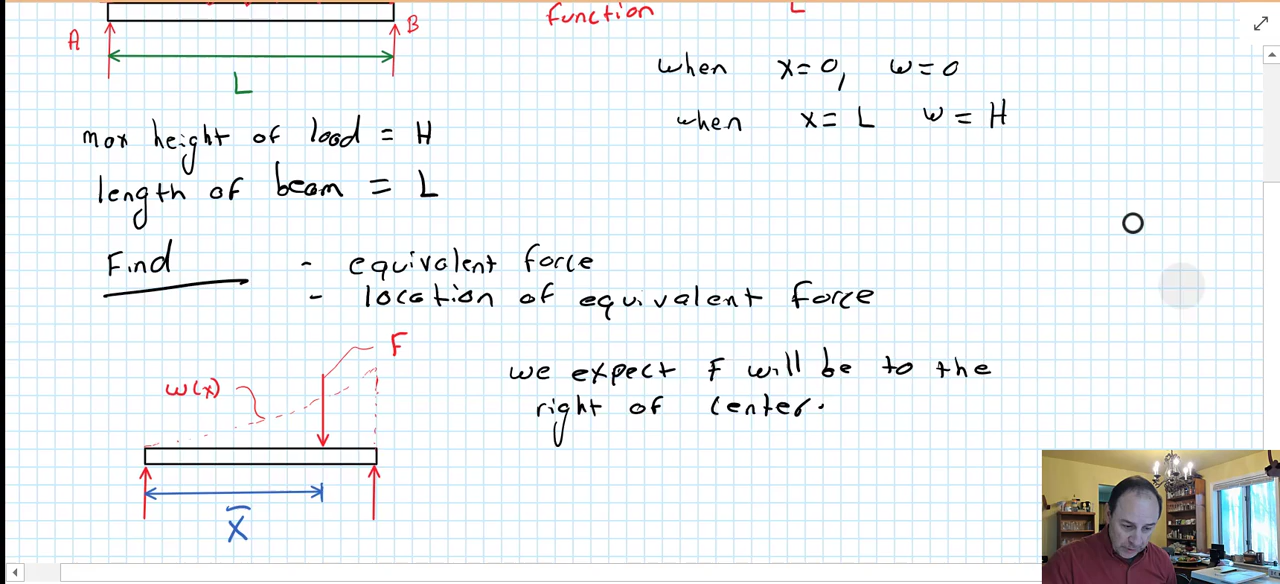 function
L
A
B
L
when x=0, w=0
when x= L w= H
max height of load = H
length of beam = L
Find - equivalent force
- location of equivalent force
F
w(x)
we expect F will be to the
right of center.
x̄